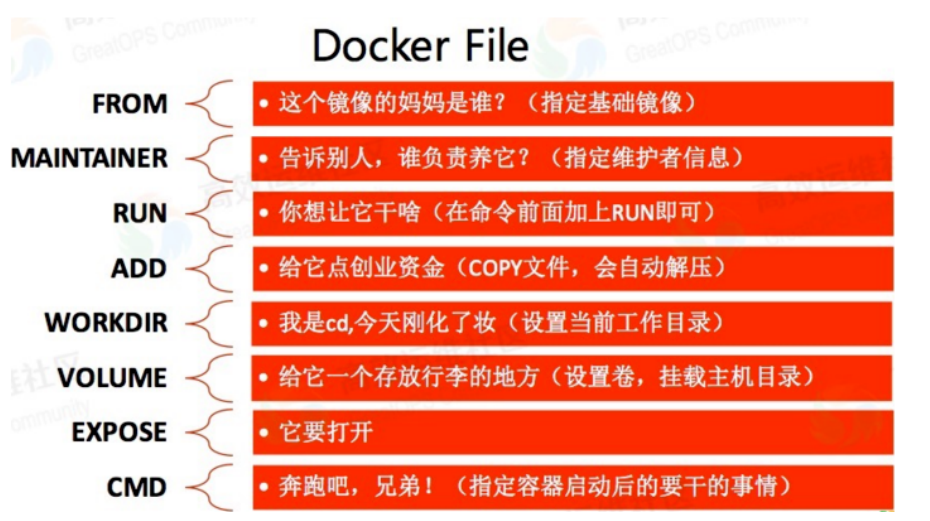 Docker File
FROM
• 这个镜像的妈妈是谁？（指定基础镜像）
MAINTAINER
• 告诉别人，谁负责养它？（指定维护者信息）
RUN
• 你想让它干啥（在命令前面加上RUN即可）
ADD
• 给它点创业资金（COPY文件，会自动解压）
WORKDIR
• 我是cd,今天刚化了妆（设置当前工作目录）
VOLUME
• 给它一个存放行李的地方（设置卷，挂载主机目录）
EXPOSE
• 它要打开
CMD
• 奔跑吧，兄弟！（指定容器启动后的要干的事情）